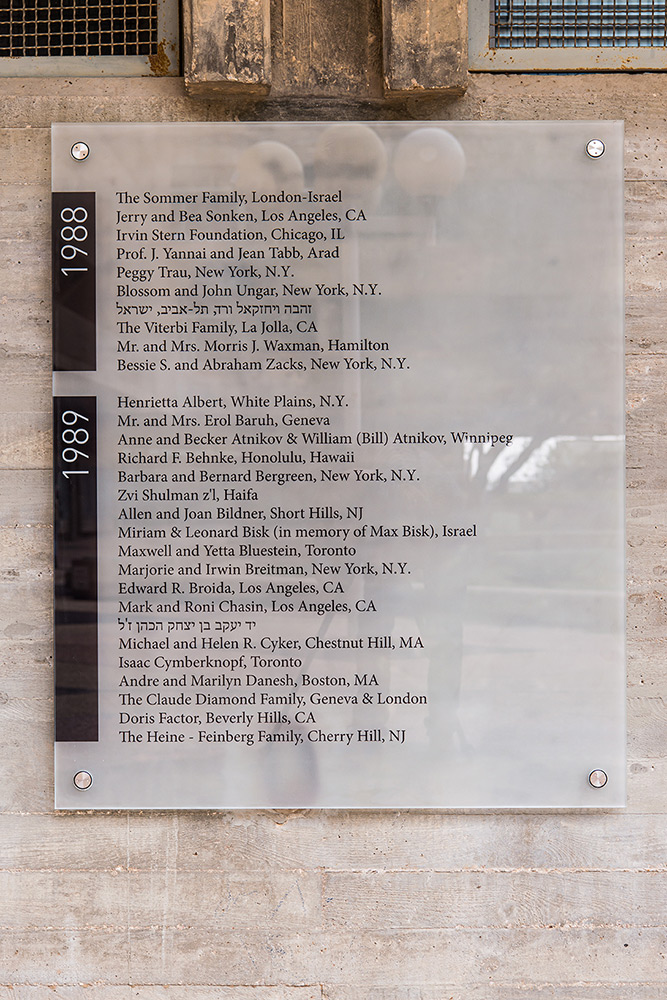 1988
The Sommer Family, London-Israel
Jerry and Bea Sonken, Los Angeles, CA
Irvin Stern Foundation, Chicago, IL
Prof. J. Yannai and Jean Tabb, Arad
Peggy Trau, New York, N.Y.
Blossom and John Ungar, New York, N.Y.
זהבה ויחזקאל ורד, תל-אביב, ישראל
The Viterbi Family, La Jolla, CA
Mr. and Mrs. Morris J. Waxman, Hamilton
Bessie S. and Abraham Zacks, New York, N.Y.
1989
Henrietta Albert, White Plains, N.Y.
Mr. and Mrs. Erol Baruh, Geneva
Anne and Becker Atnikov & William (Bill) Atnikov, Winnipeg
Richard F. Behnke, Honolulu, Hawaii
Barbara and Bernard Bergreen, New York, N.Y.
Zvi Shulman z'l, Haifa
Allen and Joan Bildner, Short Hills, NJ
Miriam & Leonard Bisk (in memory of Max Bisk), Israel
Maxwell and Yetta Bluestein, Toronto
Marjorie and Irwin Breitman, New York, N.Y.
Edward R. Broida, Los Angeles, CA
Mark and Roni Chasin, Los Angeles, CA
יד יעקב בן יצחק הכהן ז'ל
Michael and Helen R. Cyker, Chestnut Hill, MA
Isaac Cymberknopf, Toronto
Andre and Marilyn Danesh, Boston, MA
The Claude Diamond Family, Geneva & London
Doris Factor, Beverly Hills, CA
The Heine - Feinberg Family, Cherry Hill, NJ